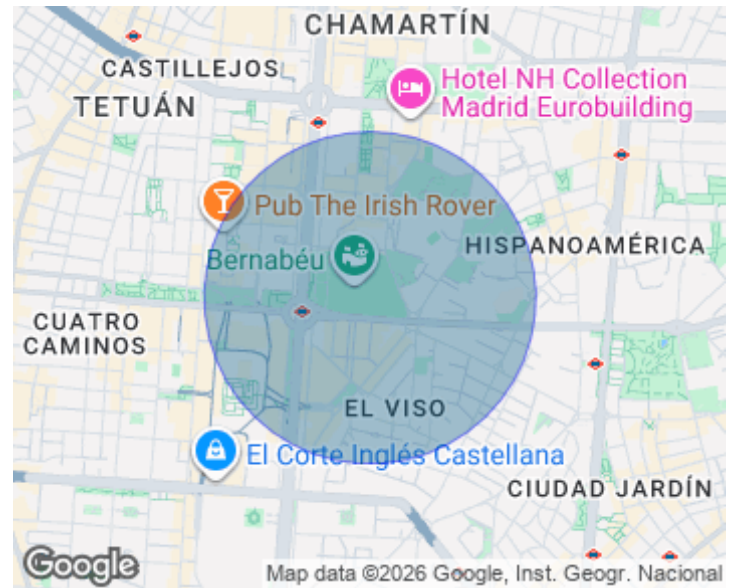 CHAMARTÍN
CASTILLEJOS
TETUÁN
Hotel NH Collection
Madrid Eurobuilding
Pub The Irish Rover
Bernabéu
HISPANOAMÉRICA
CUATRO
CAMINOS
EL VISO
El Corte Inglés Castellana
CIUDAD JARDÍN
Google
Map data ©2026 Google, Inst. Geogr. Nacional